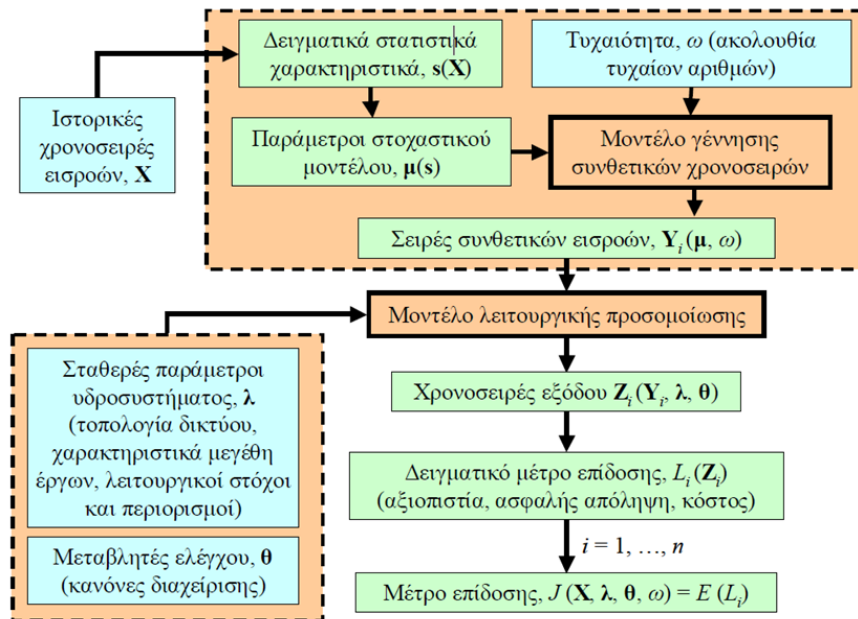 Δειγματικά στατιστικά
χαρακτηριστικά, s(X)
Τυχαιότητα, ω (ακολουθία
τυχαίων αριθμών)
Ιστορικές
χρονοσειρές
εισροών, X
Παράμετροι στοχαστικού
μοντέλου, μ(s)
Μοντέλο γέννησης
συνθετικών χρονοσειρών
Σειρές συνθετικών εισροών, Yi (μ, ω)
Μοντέλο λειτουργικής προσομοίωσης
Σταθερές παράμετροι
υδροσυστήματος, λ
(τοπολογία δικτύου,
χαρακτηριστικά μεγέθη
έργων, λειτουργικοί στόχοι
και περιορισμοί)
Μεταβλητές ελέγχου, θ
(κανόνες διαχείρισης)
Χρονοσειρές εξόδου Zi (Yi, λ, θ)
Δειγματικό μέτρο επίδοσης, Li (Zi)
(αξιοπιστία, ασφαλής απόληψη, κόστος)
i = 1, …, n
Μέτρο επίδοσης, J (X, λ, θ, ω) = E (Li)